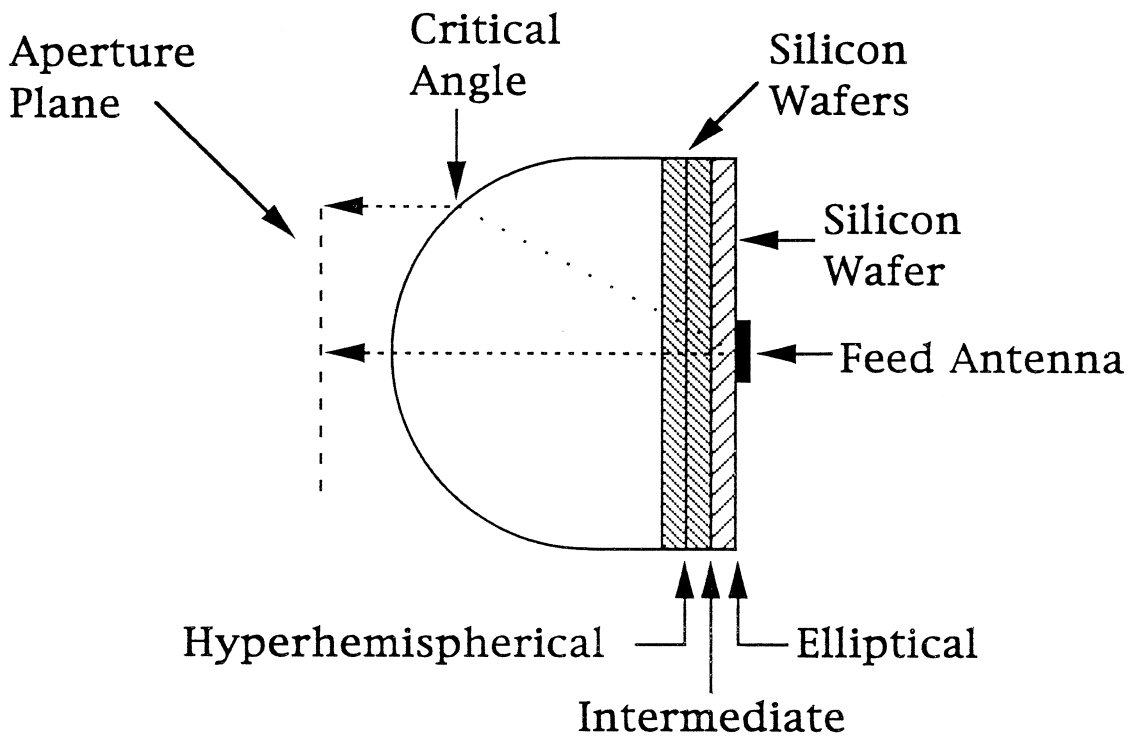 Aperture
Plane
Critical
Angle
Silicon
Wafers
Silicon
Wafer
Feed Antenna
Hyperhemispherical
Elliptical
Intermediate